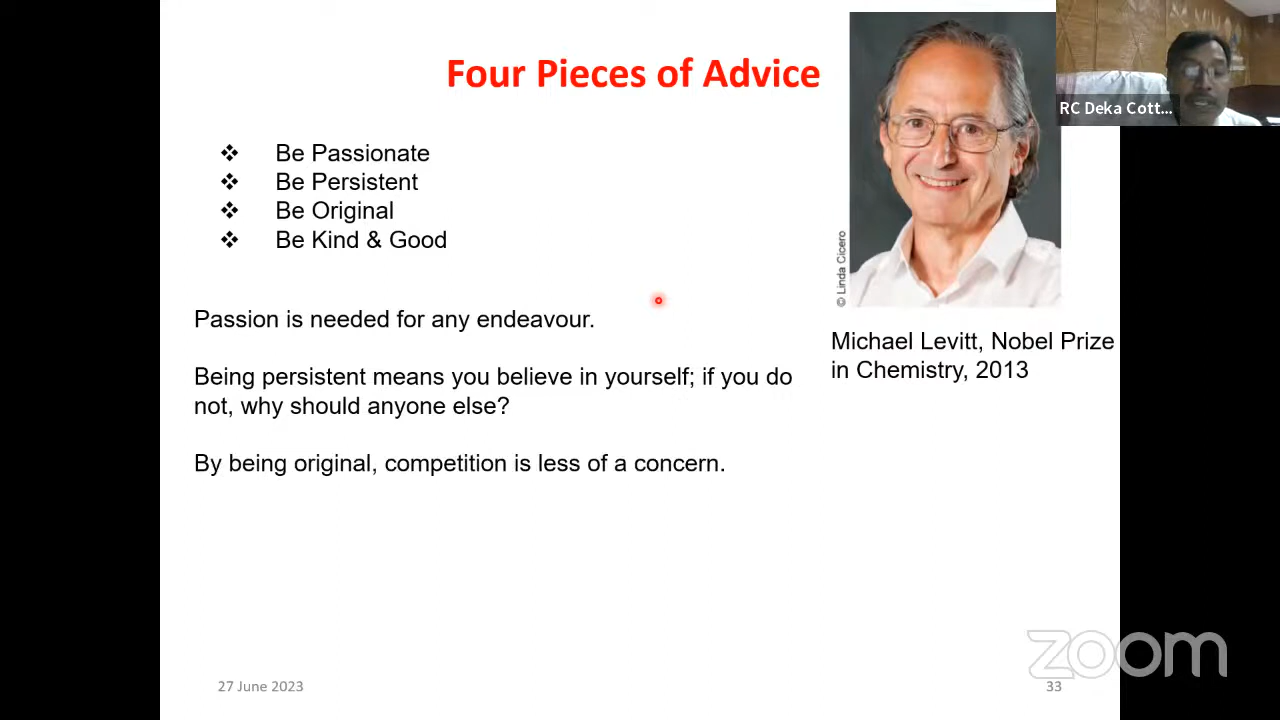 Four Pieces of Advice
RC Deka Cott...
❖ Be Passionate
❖ Be Persistent
❖ Be Original
❖ Be Kind & Good
© Linda Cicero
Passion is needed for any endeavour.
Michael Levitt, Nobel Prize
in Chemistry, 2013
Being persistent means you believe in yourself; if you do
not, why should anyone else?
By being original, competition is less of a concern.
zoom
27 June 2023
33